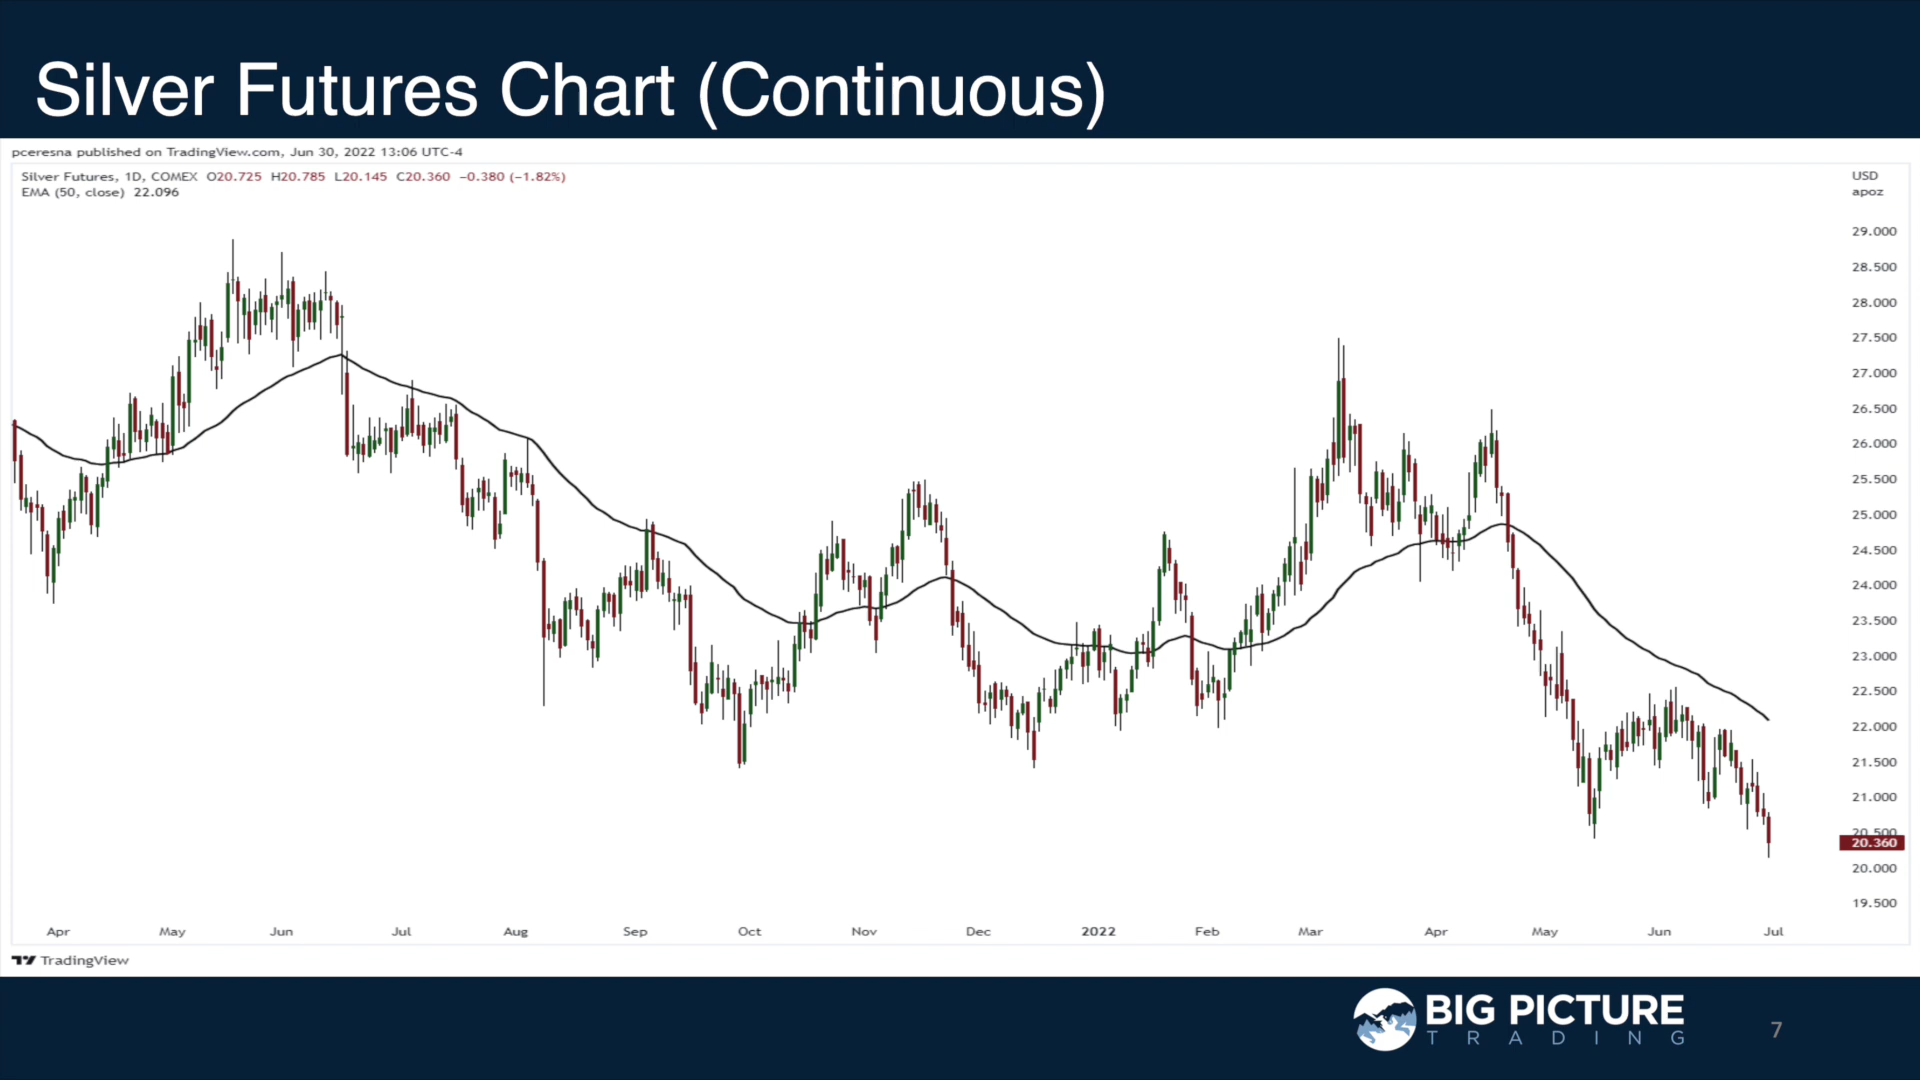 Silver Futures Chart (Continuous)
pceresna published on TradingView.com, Jun 30, 2022 13:06 UTC-4
Silver Futures, 1D, COMEX O20.725 H20.785 L20.145 C20.360 −0.380 (−1.82%)
EMA (50, close) 22.096
USD
apoz
29.000
28.500
28.000
27.500
27.000
26.500
26.000
25.500
25.000
24.500
24.000
23.500
23.000
22.500
22.000
21.500
21.000
20.500
20.360
20.000
19.500
Apr May Jun Jul Aug Sep Oct Nov Dec 2022 Feb Mar Apr May Jun Jul
TradingView
BIG PICTURE
TRADING
7